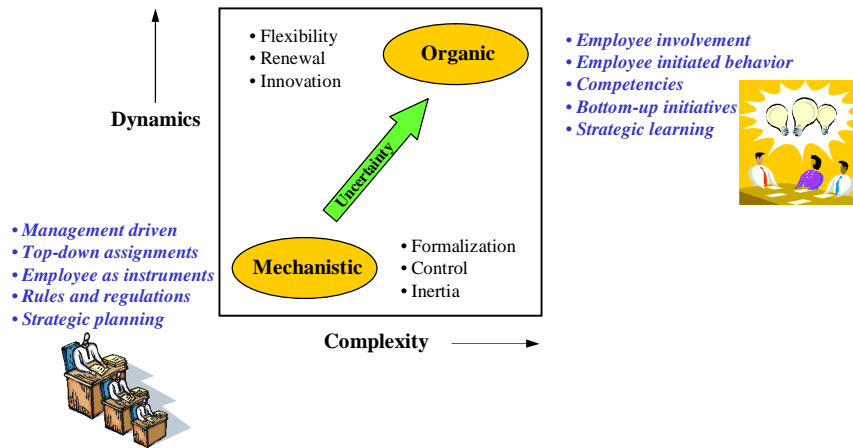 • Flexibility
• Renewal
• Innovation
Organic
• Employee involvement
• Employee initiated behavior
• Competencies
• Bottom-up initiatives
• Strategic learning
Dynamics
Uncertainty
• Management driven
• Top-down assignments
• Employee as instruments
• Rules and regulations
• Strategic planning
Mechanistic
• Formalization
• Control
• Inertia
Complexity